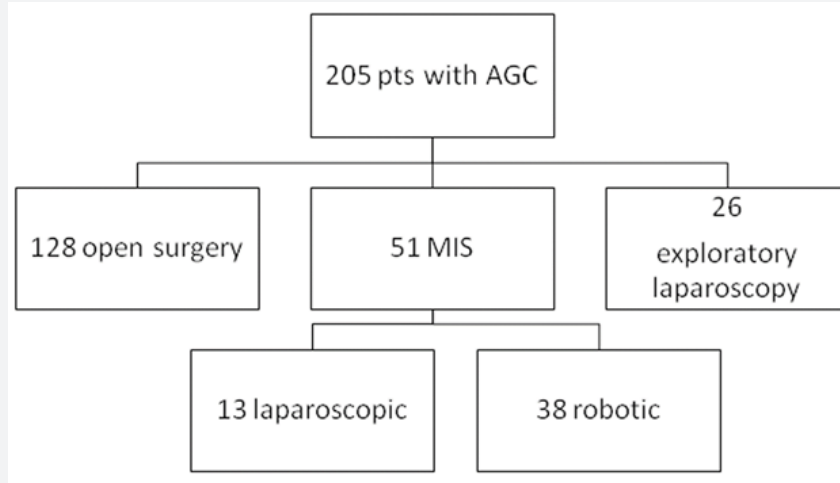 205 pts with AGC
128 open surgery
51 MIS
26
exploratory
laparoscopy
13 laparoscopic
38 robotic